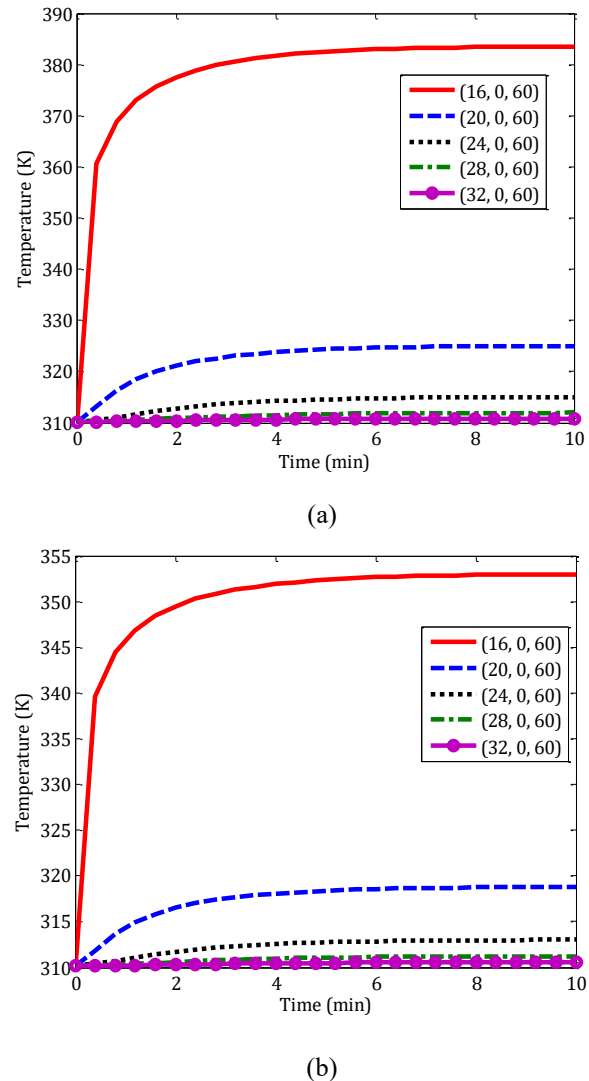 390
380
370
360
350
340
330
320
310
Temperature (K)
(16, 0, 60)
(20, 0, 60)
(24, 0, 60)
(28, 0, 60)
(32, 0, 60)
0 2 4 6 8 10
Time (min)
(a)
355
350
345
340
335
330
325
320
315
310
Temperature (K)
(16, 0, 60)
(20, 0, 60)
(24, 0, 60)
(28, 0, 60)
(32, 0, 60)
0 2 4 6 8 10
Time (min)
(b)